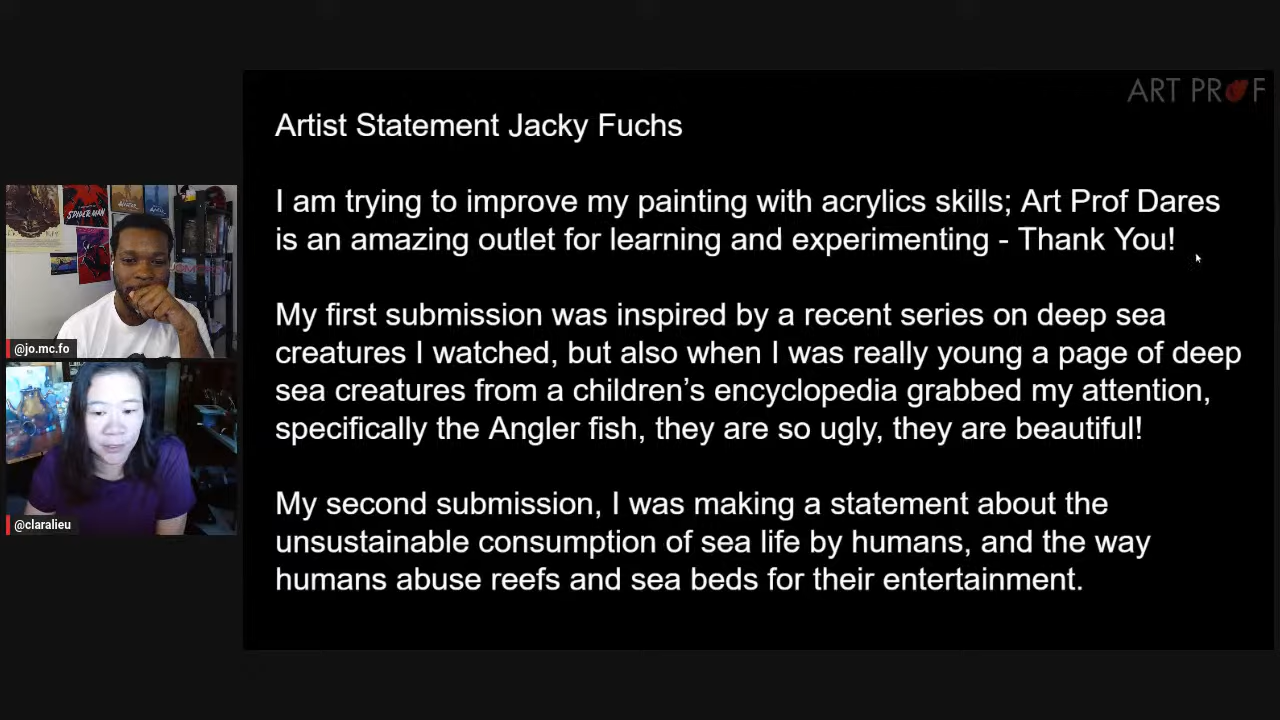 ART PROF
Artist Statement Jacky Fuchs
I am trying to improve my painting with acrylics skills; Art Prof Dares
is an amazing outlet for learning and experimenting - Thank You!
My first submission was inspired by a recent series on deep sea
creatures I watched, but also when I was really young a page of deep
sea creatures from a children’s encyclopedia grabbed my attention,
specifically the Angler fish, they are so ugly, they are beautiful!
My second submission, I was making a statement about the
unsustainable consumption of sea life by humans, and the way
humans abuse reefs and sea beds for their entertainment.
SPIDER-MAN
@jo.mc.fo
@claralieu